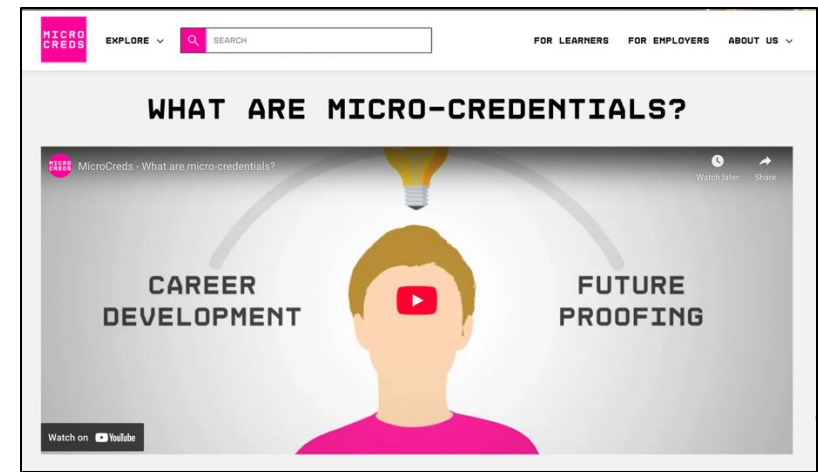 MICRO
CREDS
EXPLORE
SEARCH
FOR LEARNERS
FOR EMPLOYERS
ABOUT US
WHAT ARE MICRO-CREDENTIALS?
MICRO
CREDS
MicroCreds - What are micro-credentials?
Watch later
Share
CAREER
DEVELOPMENT
FUTURE
PROOFING
Watch on YouTube